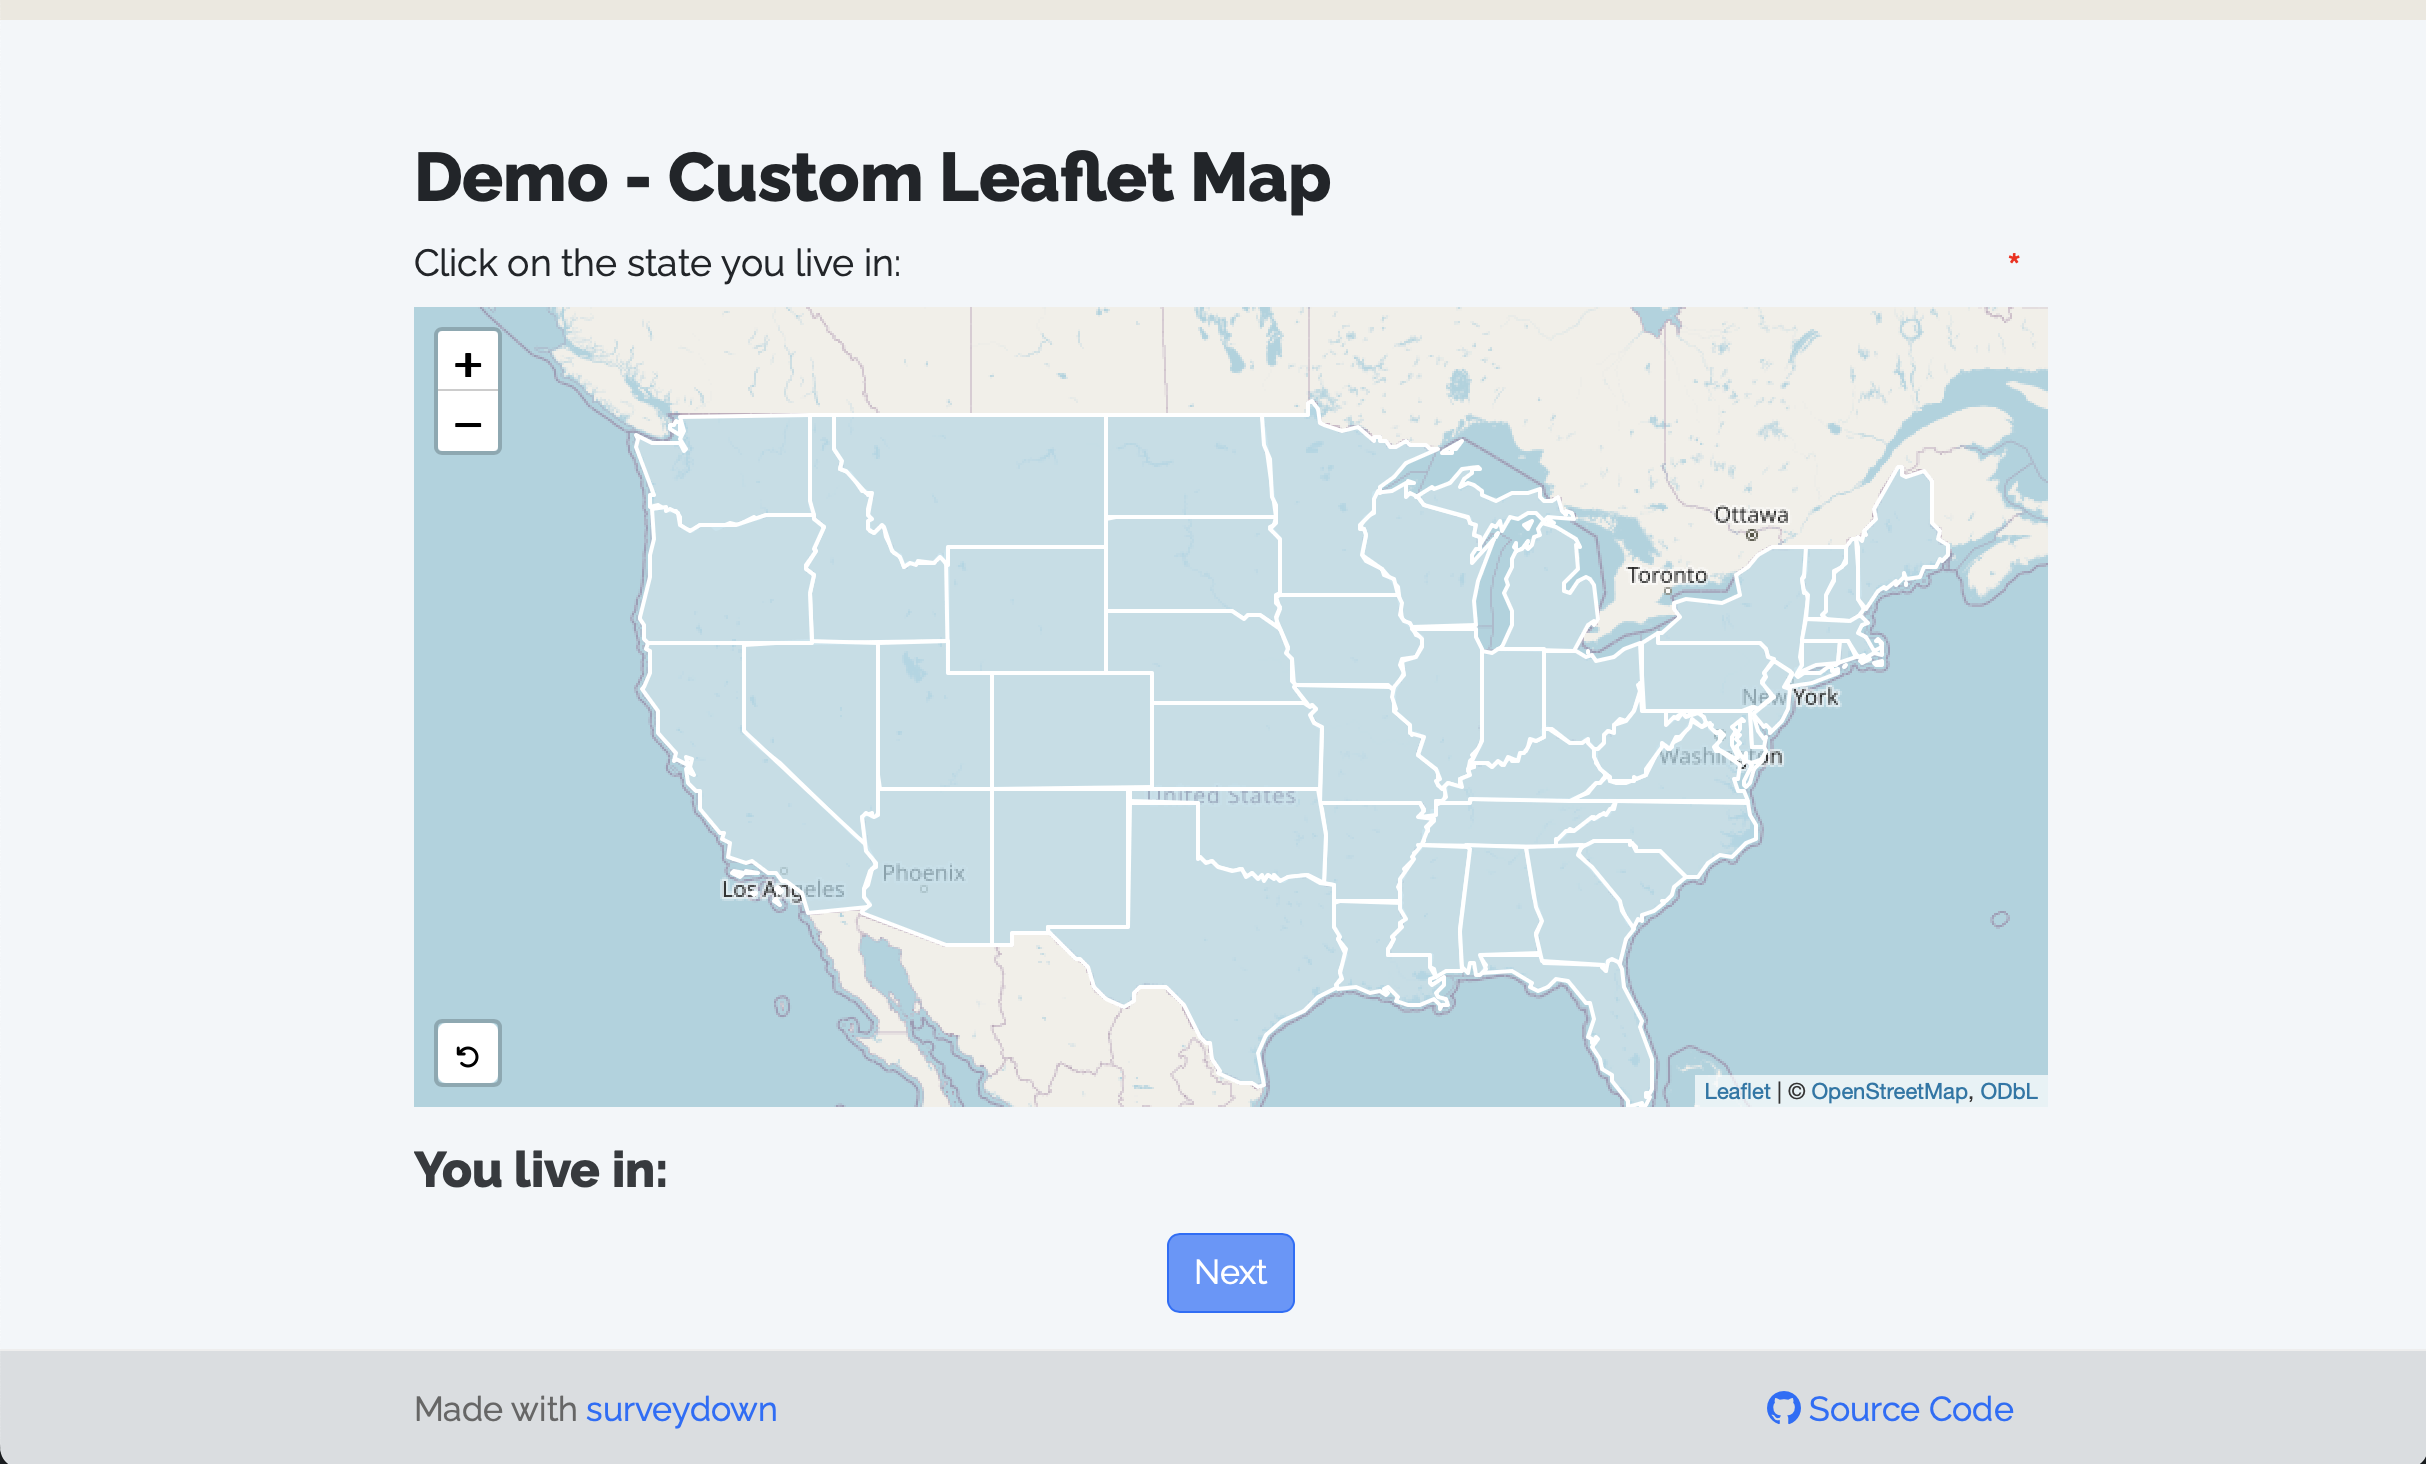 Demo - Custom Leaflet Map
Click on the state you live in:
*
+
−
Ottawa
Toronto
New York
Washington
United States
Phoenix
Los Angeles
Leaflet | © OpenStreetMap, ODbL
You live in:
Next
Made with surveydown
Source Code